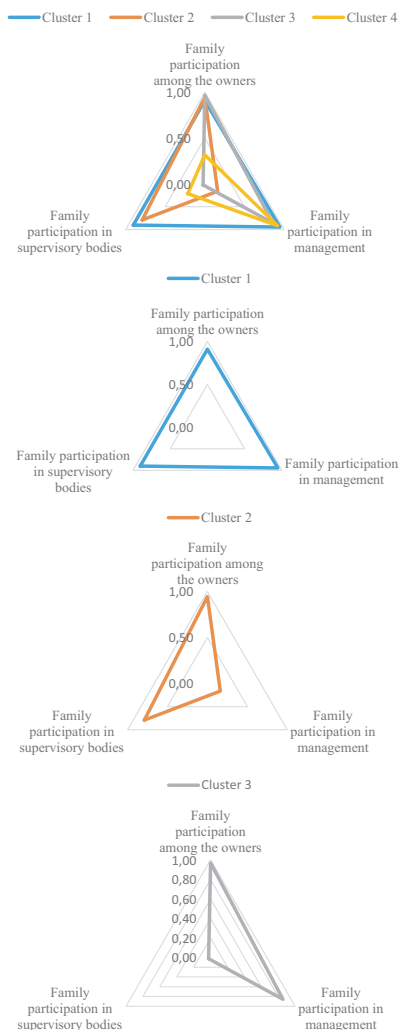 Cluster 1 Cluster 2 Cluster 3 Cluster 4
Family
participation
among the owners
1,00
0,50
0,00
Family
participation in
supervisory bodies
Family
participation in
management
Cluster 1
Family participation
among the owners
1,00
0,50
0,00
Family participation
in supervisory
bodies
Family participation
in management
Cluster 2
Family
participation among
the owners
1,00
0,50
0,00
Family
participation in
supervisory bodies
Family
participation in
management
Cluster 3
Family
participation
among the owners
1,00
0,80
0,60
0,40
0,20
0,00
Family
participation in
supervisory bodies
Family
participation in
management